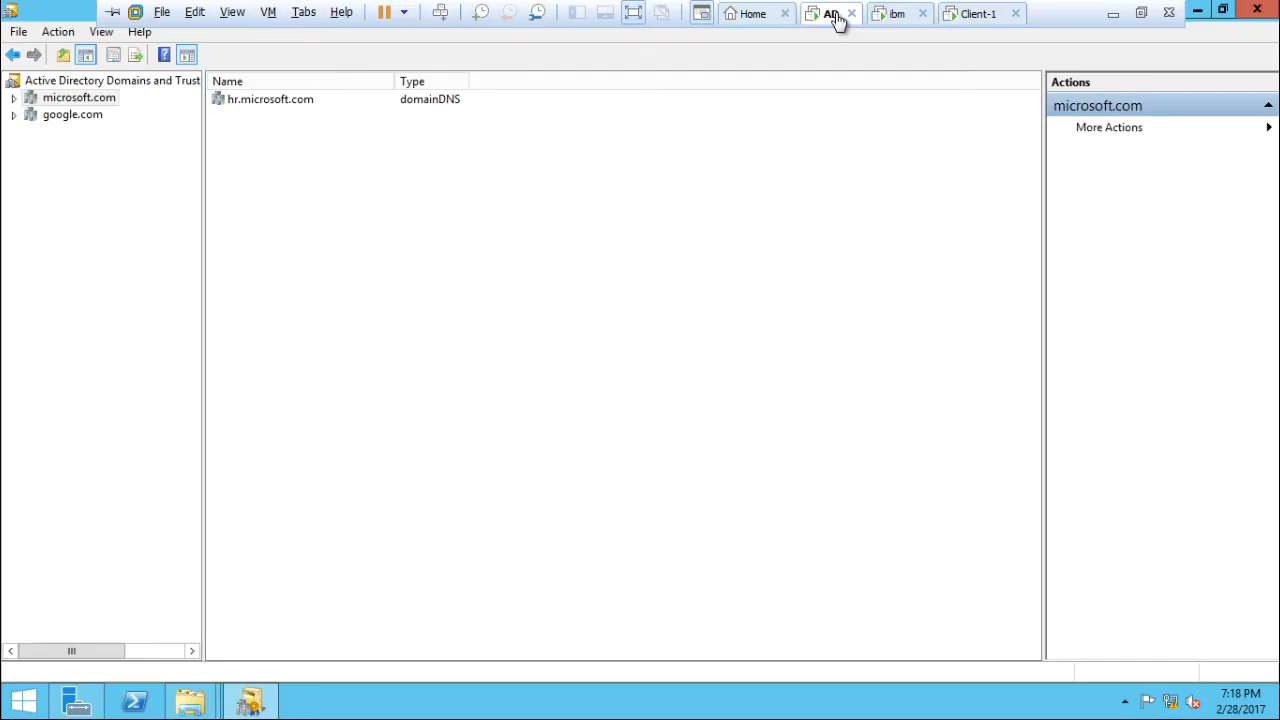 File Edit View VM Tabs Help Home AD ibm Client-1
File Action View Help
Active Directory Domains and Trust
microsoft.com
google.com
Name Type
hr.microsoft.com domainDNS
Actions
microsoft.com
More Actions
7:18 PM
2/28/2017